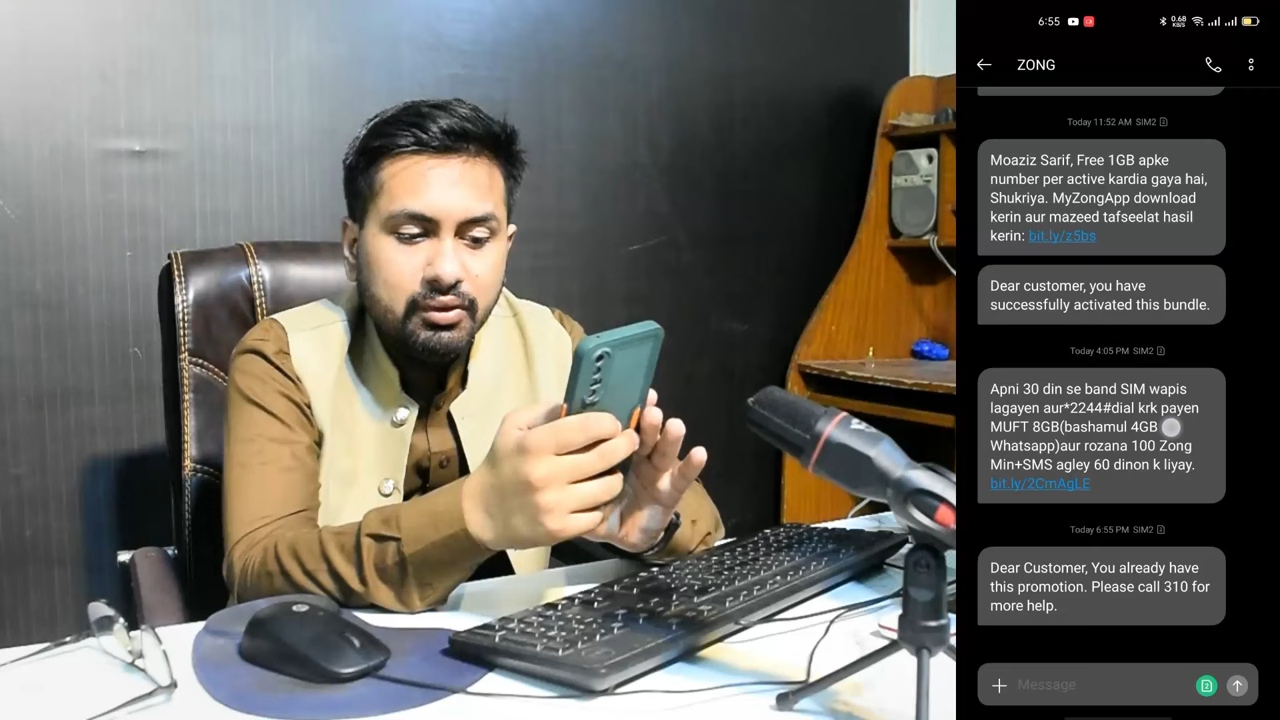 6:55
0.68
KB/S
ZONG
Today 11:52 AM SIM2
Moaziz Sarif, Free 1GB apke
number per active kardia gaya hai,
Shukriya. MyZongApp download
kerin aur mazeed tafseelat hasil
kerin: bit.ly/z5bs
Dear customer, you have
successfully activated this bundle.
Today 4:05 PM SIM2
Apni 30 din se band SIM wapis
lagayen aur*2244#dial krk payen
MUFT 8GB(bashamul 4GB
Whatsapp)aur rozana 100 Zong
Min+SMS agley 60 dinon k liyay.
bit.ly/2CmAgLE
Today 6:55 PM SIM2
Dear Customer, You already have
this promotion. Please call 310 for
more help.
Message